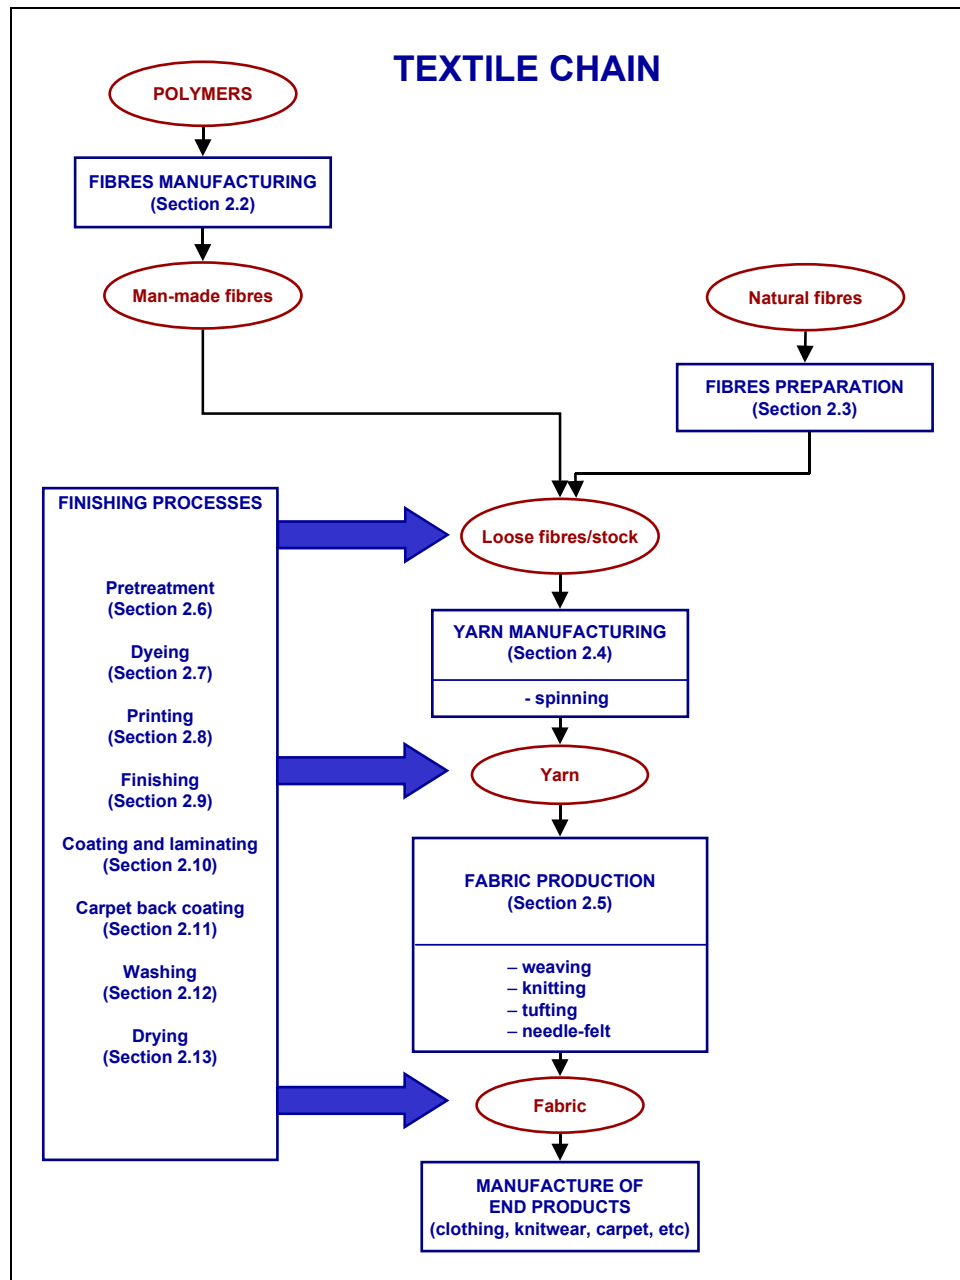 TEXTILE CHAIN
POLYMERS
FIBRES MANUFACTURING
(Section 2.2)
Man-made fibres
Natural fibres
FIBRES PREPARATION
(Section 2.3)
FINISHING PROCESSES
Pretreatment
(Section 2.6)
Dyeing
(Section 2.7)
Printing
(Section 2.8)
Finishing
(Section 2.9)
Coating and laminating
(Section 2.10)
Carpet back coating
(Section 2.11)
Washing
(Section 2.12)
Drying
(Section 2.13)
Loose fibres/stock
YARN MANUFACTURING
(Section 2.4)
- spinning
Yarn
FABRIC PRODUCTION
(Section 2.5)
– weaving
– knitting
– tufting
– needle-felt
Fabric
MANUFACTURE OF
END PRODUCTS
(clothing, knitwear, carpet, etc)